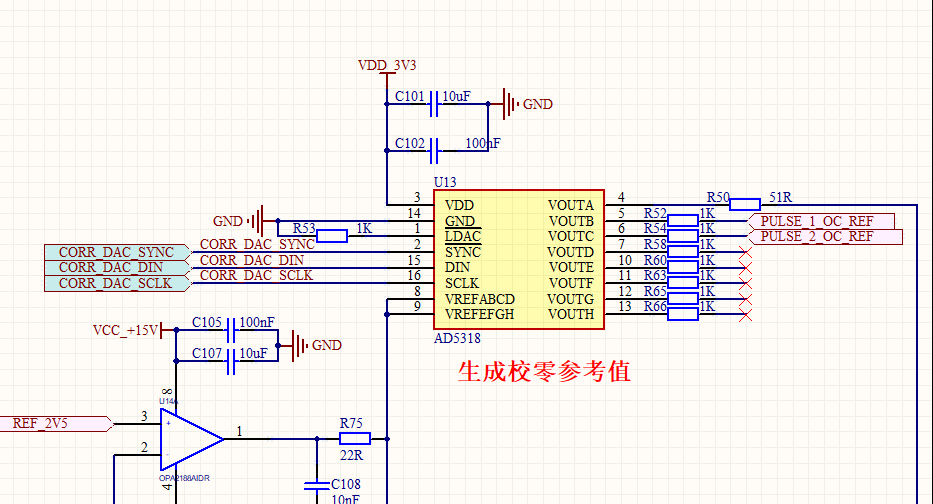 VDD_3V3
C101
10uF
GND
C102
100nF
U13
3
VDD
VOUTA
4
R50
51R
GND
14
GND
VOUTB
5
R52
1K
PULSE_1_OC_REF
R53
1K
1
LDAC
VOUTC
6
R54
1K
PULSE_2_OC_REF
CORR_DAC_SYNC
CORR_DAC_SYNC
2
SYNC
VOUTD
7
R58
1K
CORR_DAC_DIN
CORR_DAC_DIN
15
DIN
VOUTE
10
R60
1K
CORR_DAC_SCLK
CORR_DAC_SCLK
16
SCLK
VOUTF
11
R63
1K
8
VREFABCD
VOUTG
12
R65
1K
9
VREFEFGH
VOUTH
13
R66
1K
AD5318
VCC_+15V
C105
100nF
GND
C107
10uF
生成校零参考值
8
U14A
REF_2V5
3
+
1
R75
22R
2
-
OPA2188AIDR
4
C108
10nF